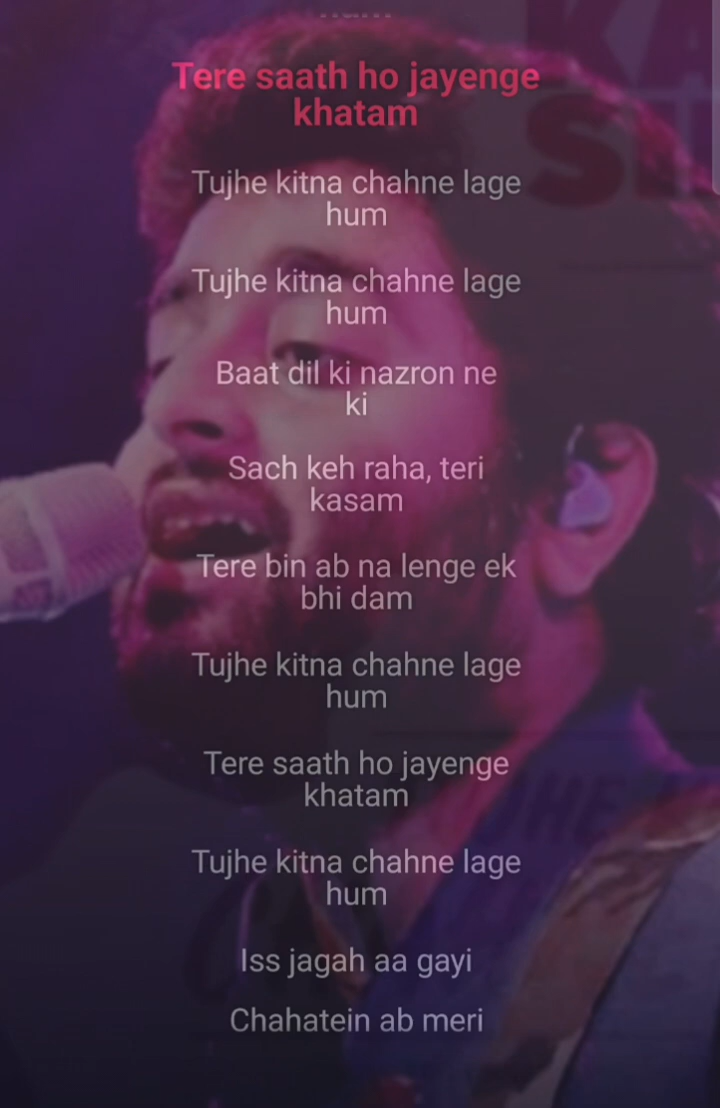 Tere saath ho jayenge
khatam
Tujhe kitna chahne lage
hum
Tujhe kitna chahne lage
hum
Baat dil ki nazron ne
ki
Sach keh raha, teri
kasam
Tere bin ab na lenge ek
bhi dam
Tujhe kitna chahne lage
hum
Tere saath ho jayenge
khatam
Tujhe kitna chahne lage
hum
Iss jagah aa gayi
Chahatein ab meri